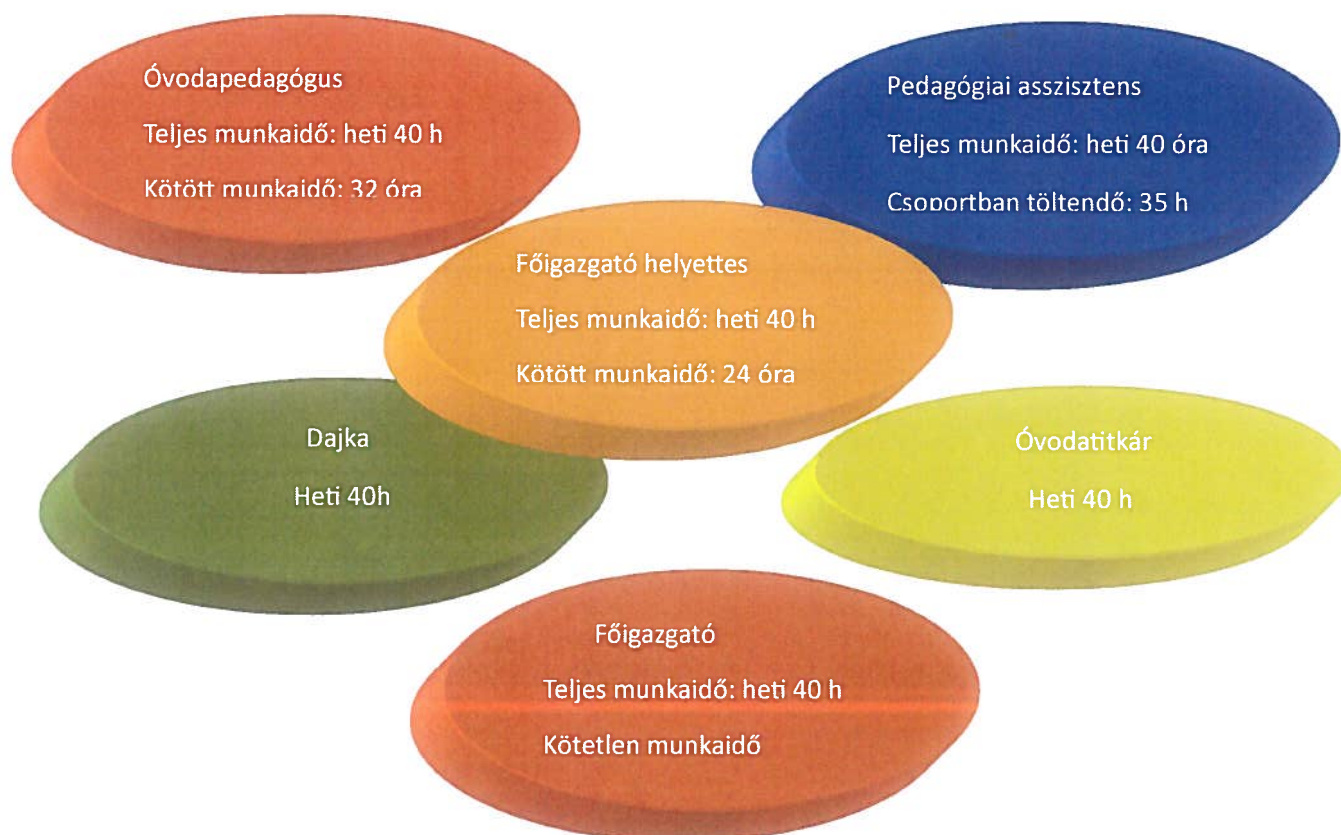 Óvodapedagógus
Teljes munkaidő: heti 40 h
Kötött munkaidő: 32 óra
Pedagógiai asszisztens
Teljes munkaidő: heti 40 óra
Csoportban töltendő: 35 h
Főigazgató helyettes
Teljes munkaidő: heti 40 h
Kötött munkaidő: 24 óra
Dajka
Heti 40h
Óvodatitkár
Heti 40 h
Főigazgató
Teljes munkaidő: heti 40 h
Kötetlen munkaidő